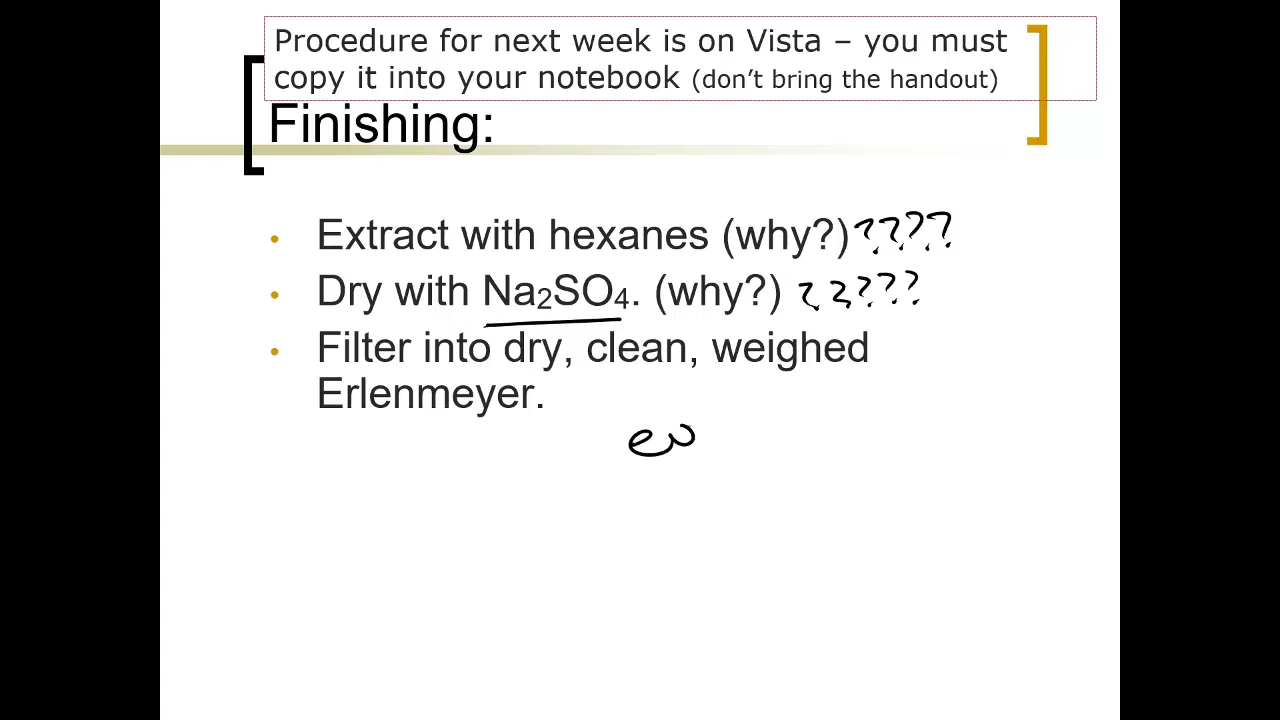 Procedure for next week is on Vista – you must
copy it into your notebook (don’t bring the handout)
Finishing:
• Extract with hexanes (why?)????
• Dry with Na₂SO₄. (why?) ?????
• Filter into dry, clean, weighed
Erlenmeyer.